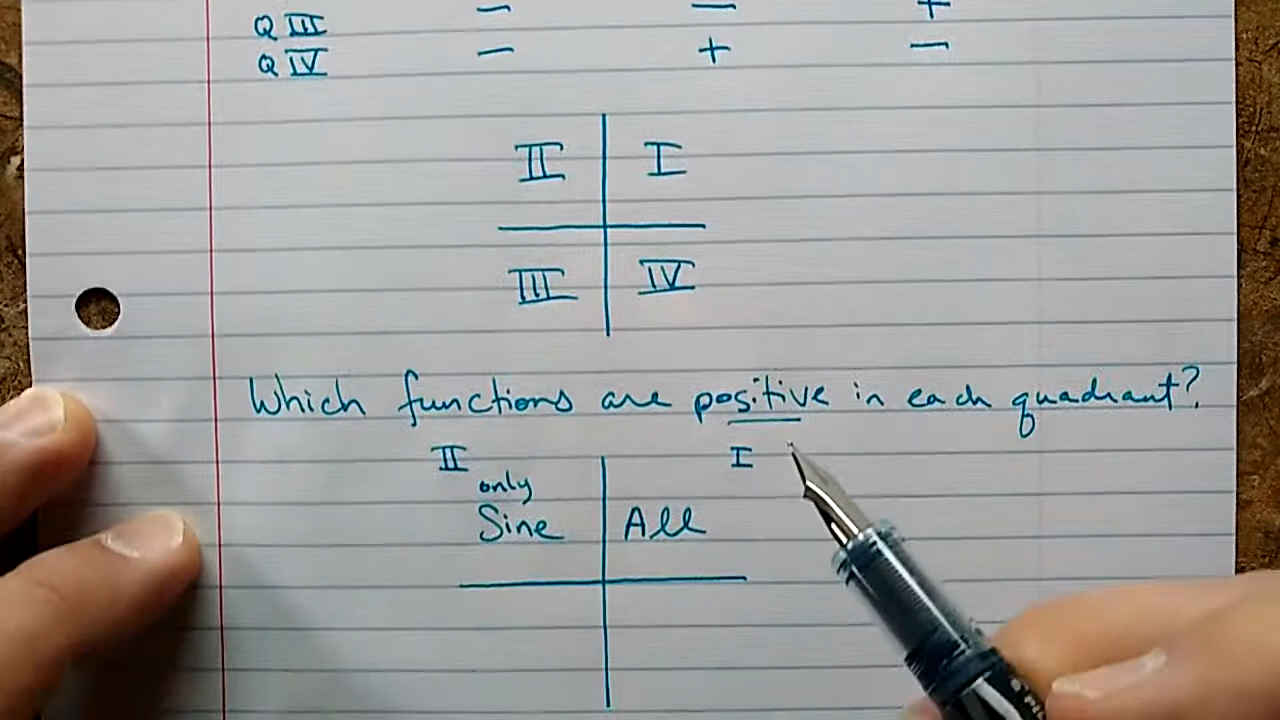 Q III − − +
Q IV − + −
II I
III IV
Which functions are positive in each quadrant?
II I
only
Sine All